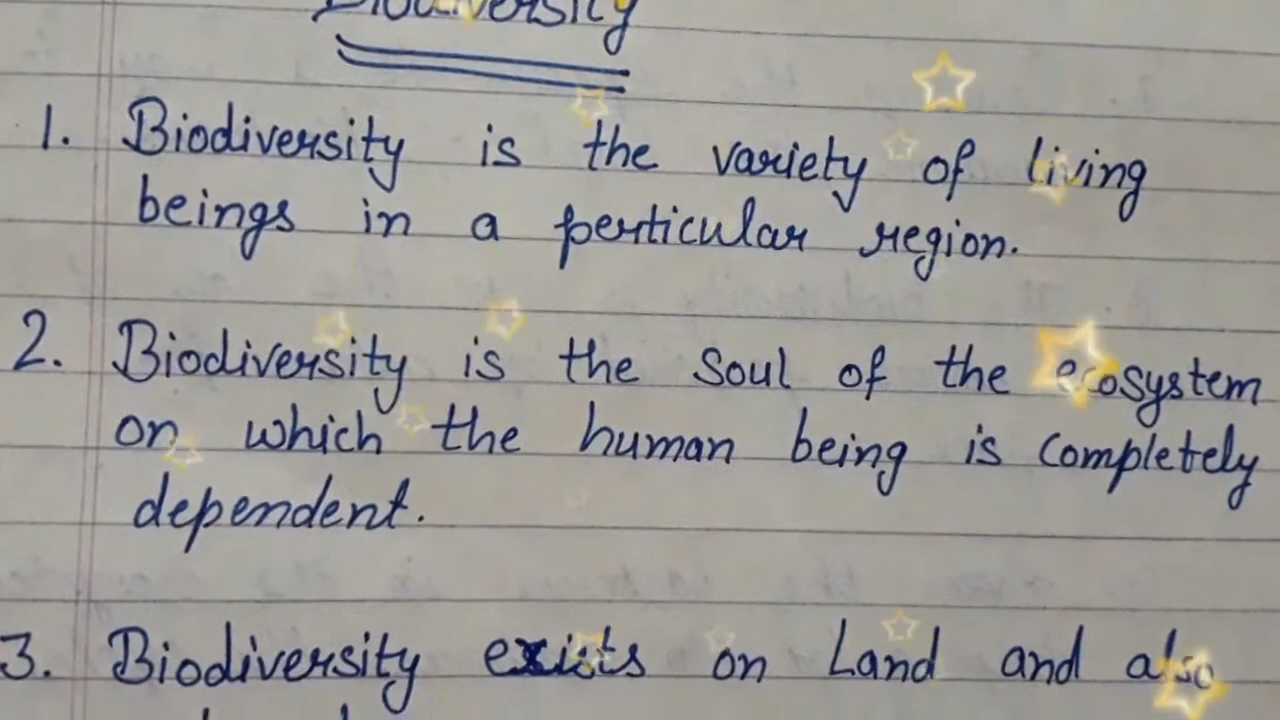 Biodiversity
1. Biodiversity is the variety of living
beings in a perticular region.
2. Biodiversity is the Soul of the ecosystem
on which the human being is completely
dependent.
3. Biodiversity exists on Land and also